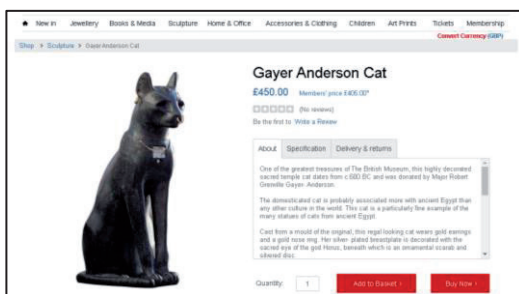 New in Jewellery Books & Media Sculpture Home & Office Accessories & Clothing Children Art Prints Tickets Membership
Convert Currency (GBP)
Shop > Sculpture > Gayer Anderson Cat
Gayer Anderson Cat
£450.00 Members' price £405.00*
(No reviews)
Be the first to Write a Review
About Specification Delivery & returns
One of the greatest treasures of The British Museum, this highly decorated
sacred temple cat dates from c.600 BC and was donated by Major Robert
Grenville Gayer- Anderson.
The domesticated cat is probably associated more with ancient Egypt than
any other culture in the world. This cat is a particularly fine example of the
many statues of cats from ancient Egypt.
Cast from a mould of the original, this regal looking cat wears gold earrings
and a gold nose ring. Her silver- plated breastplate is decorated with the
sacred eye of the god Horus, beneath which is an ornamental scarab and
silvered disc.
Quantity: 1 Add to Basket › Buy Now ›